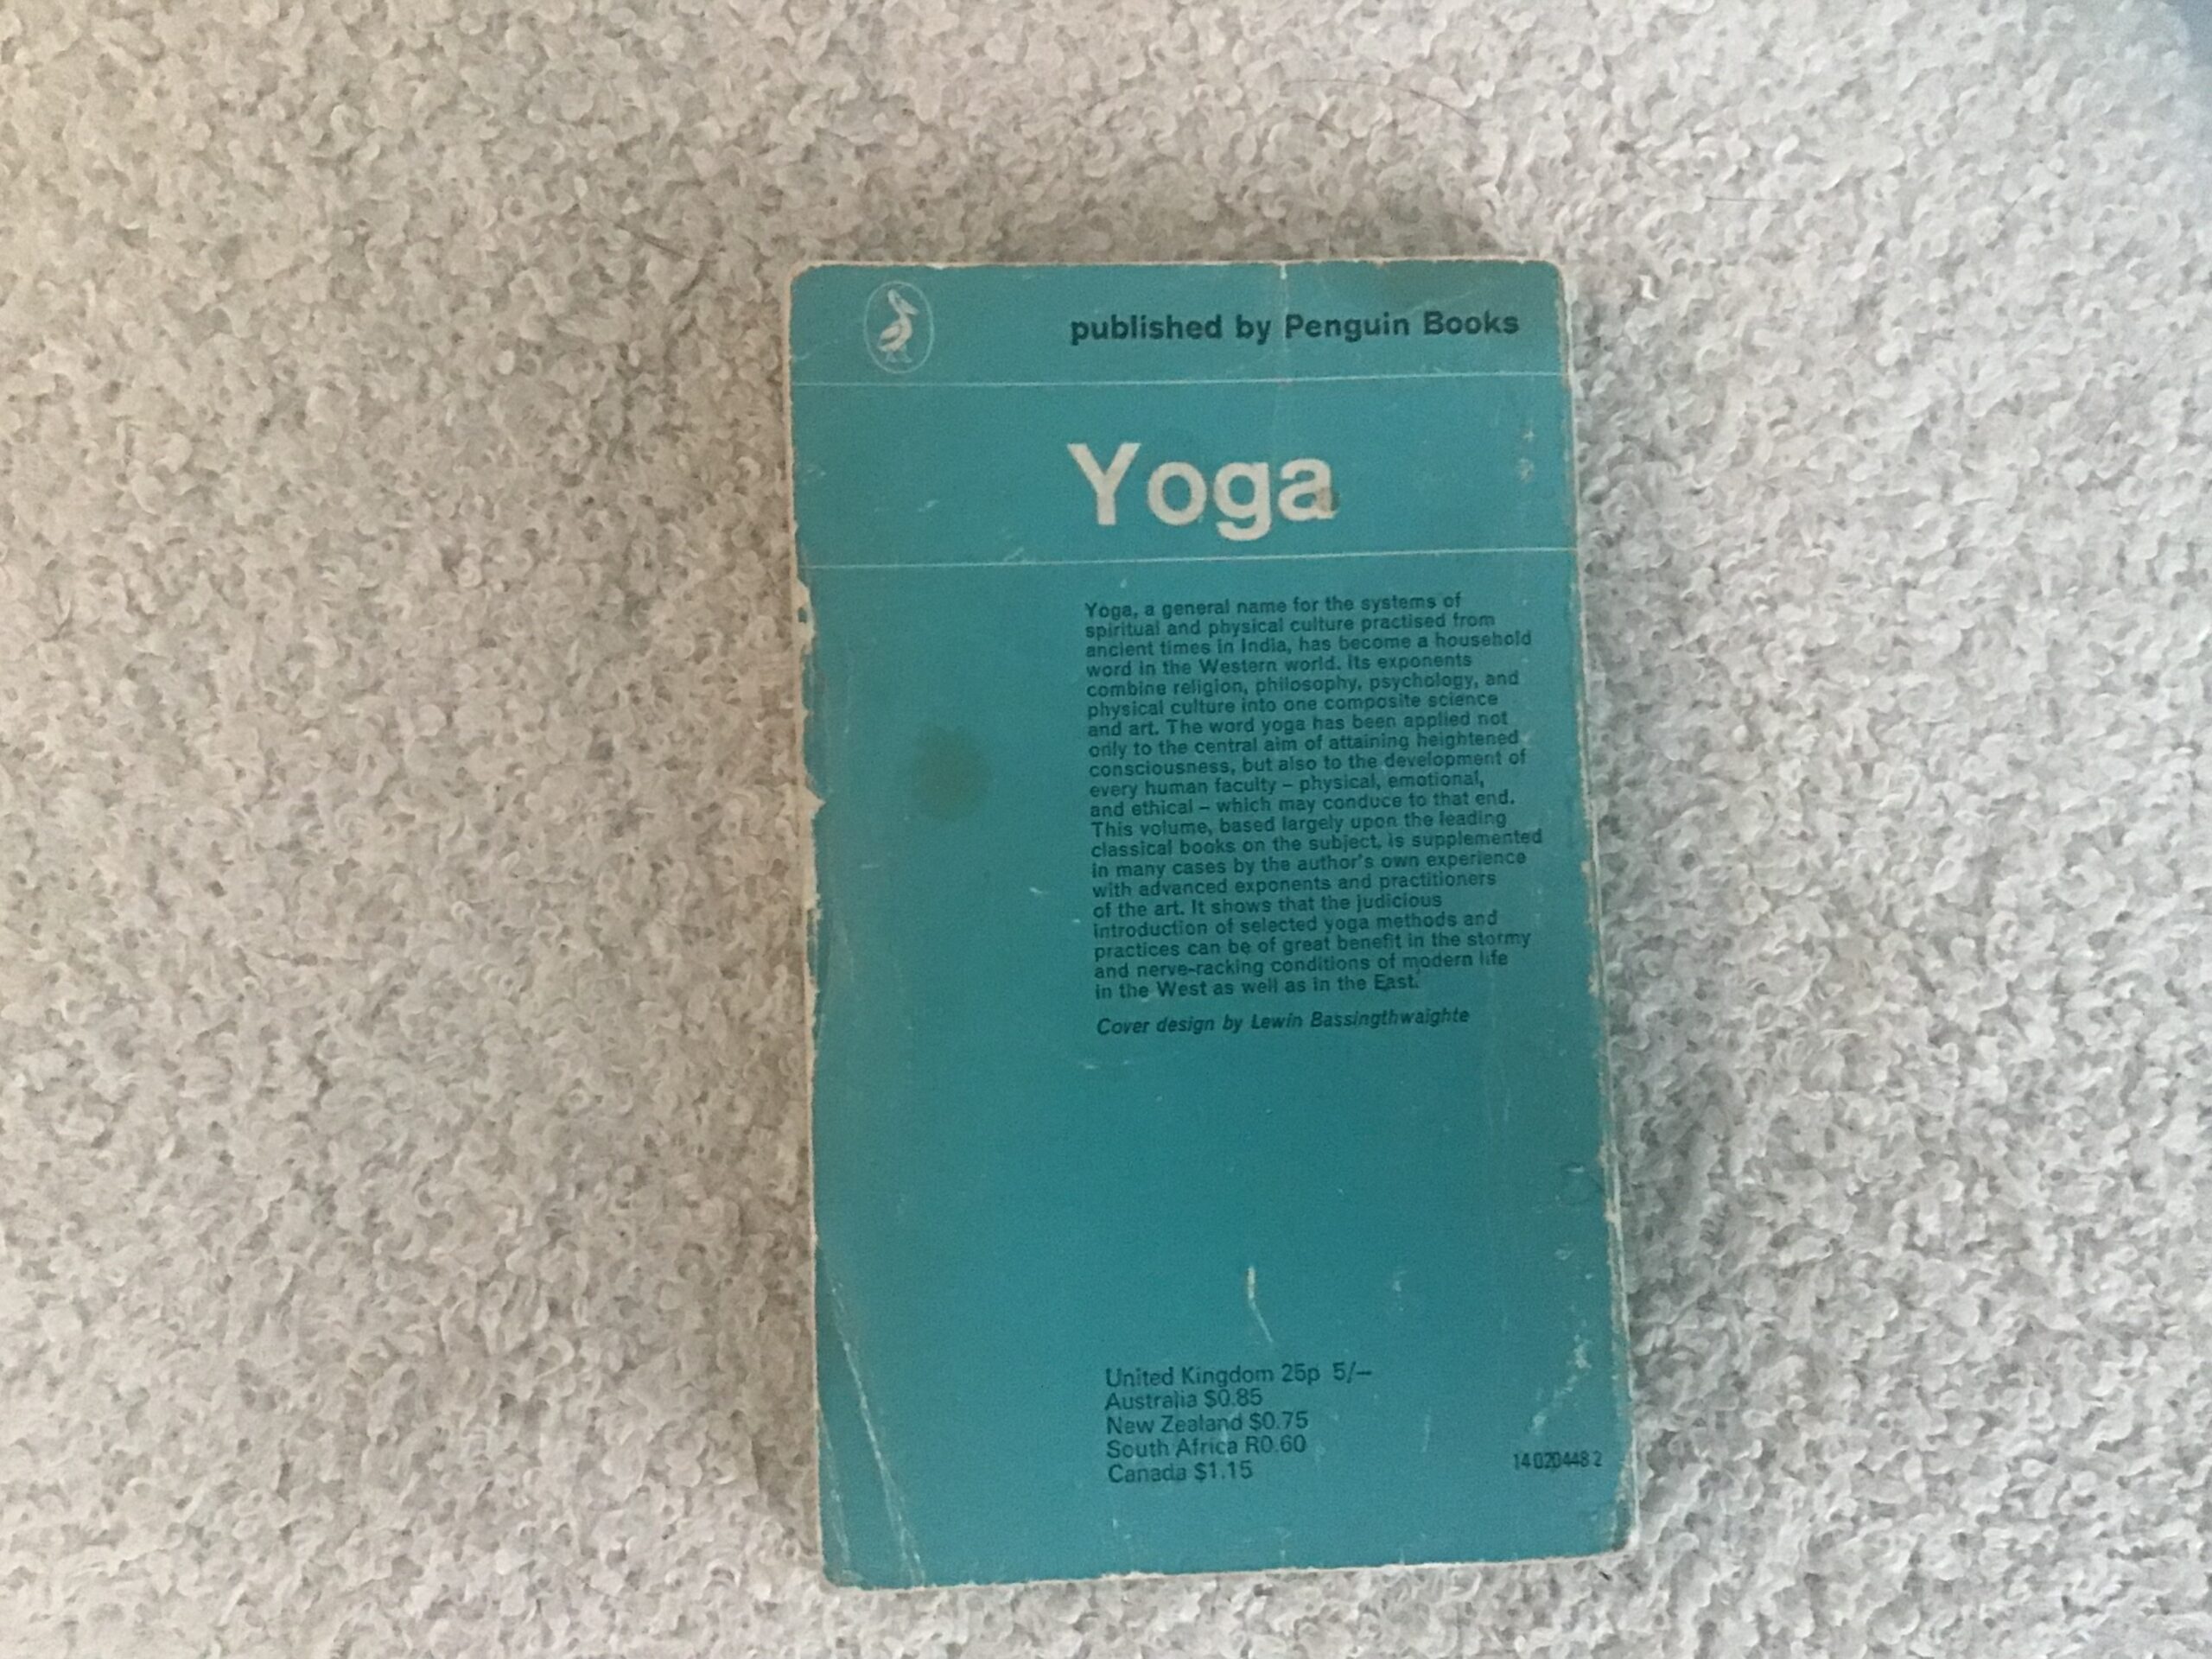 published by Penguin Books
Yoga
Yoga, a general name for the systems of
spiritual and physical culture practised from
ancient times in India, has become a household
word in the Western world. Its exponents
combine religion, philosophy, psychology, and
physical culture into one composite science
and art. The word yoga has been applied not
only to the central aim of attaining heightened
consciousness, but also to the development of
every human faculty – physical, emotional,
and ethical – which may conduce to that end.
This volume, based largely upon the leading
classical books on the subject, is supplemented
in many cases by the author's own experience
with advanced exponents and practitioners
of the art. It shows that the judicious
introduction of selected yoga methods and
practices can be of great benefit in the stormy
and nerve-racking conditions of modern life
in the West as well as in the East.
Cover design by Lewin Bassingthwaighte
United Kingdom 25p 5/–
Australia $0.85
New Zealand $0.75
South Africa R0.60
Canada $1.15
14 020448 2